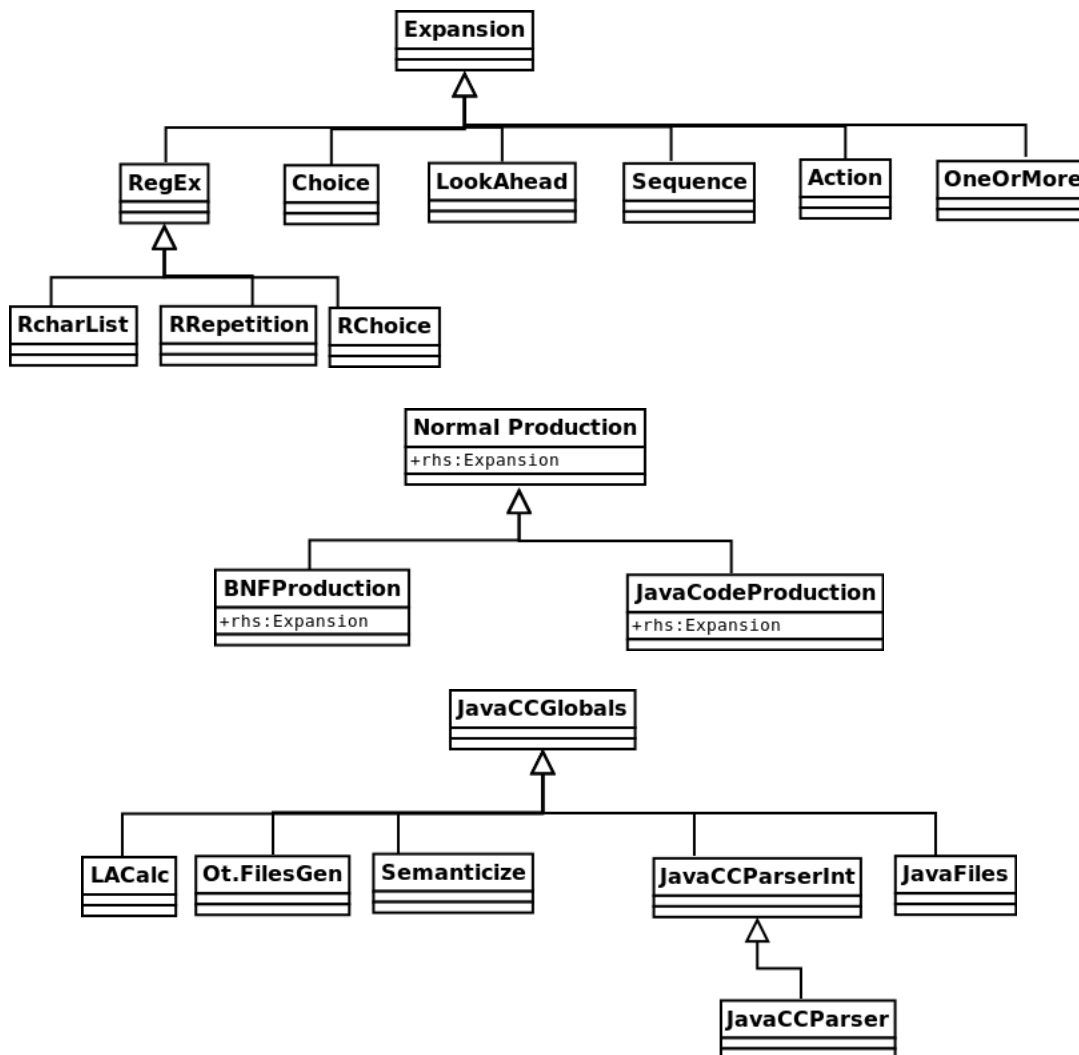 Expansion
RegEx
Choice
LookAhead
Sequence
Action
OneOrMore
RcharList
RRepetition
RChoice
Normal Production
+rhs:Expansion
BNFProduction
+rhs:Expansion
JavaCodeProduction
+rhs:Expansion
JavaCCGlobals
LACalc
Ot.FilesGen
Semanticize
JavaCCParserInt
JavaFiles
JavaCCParser